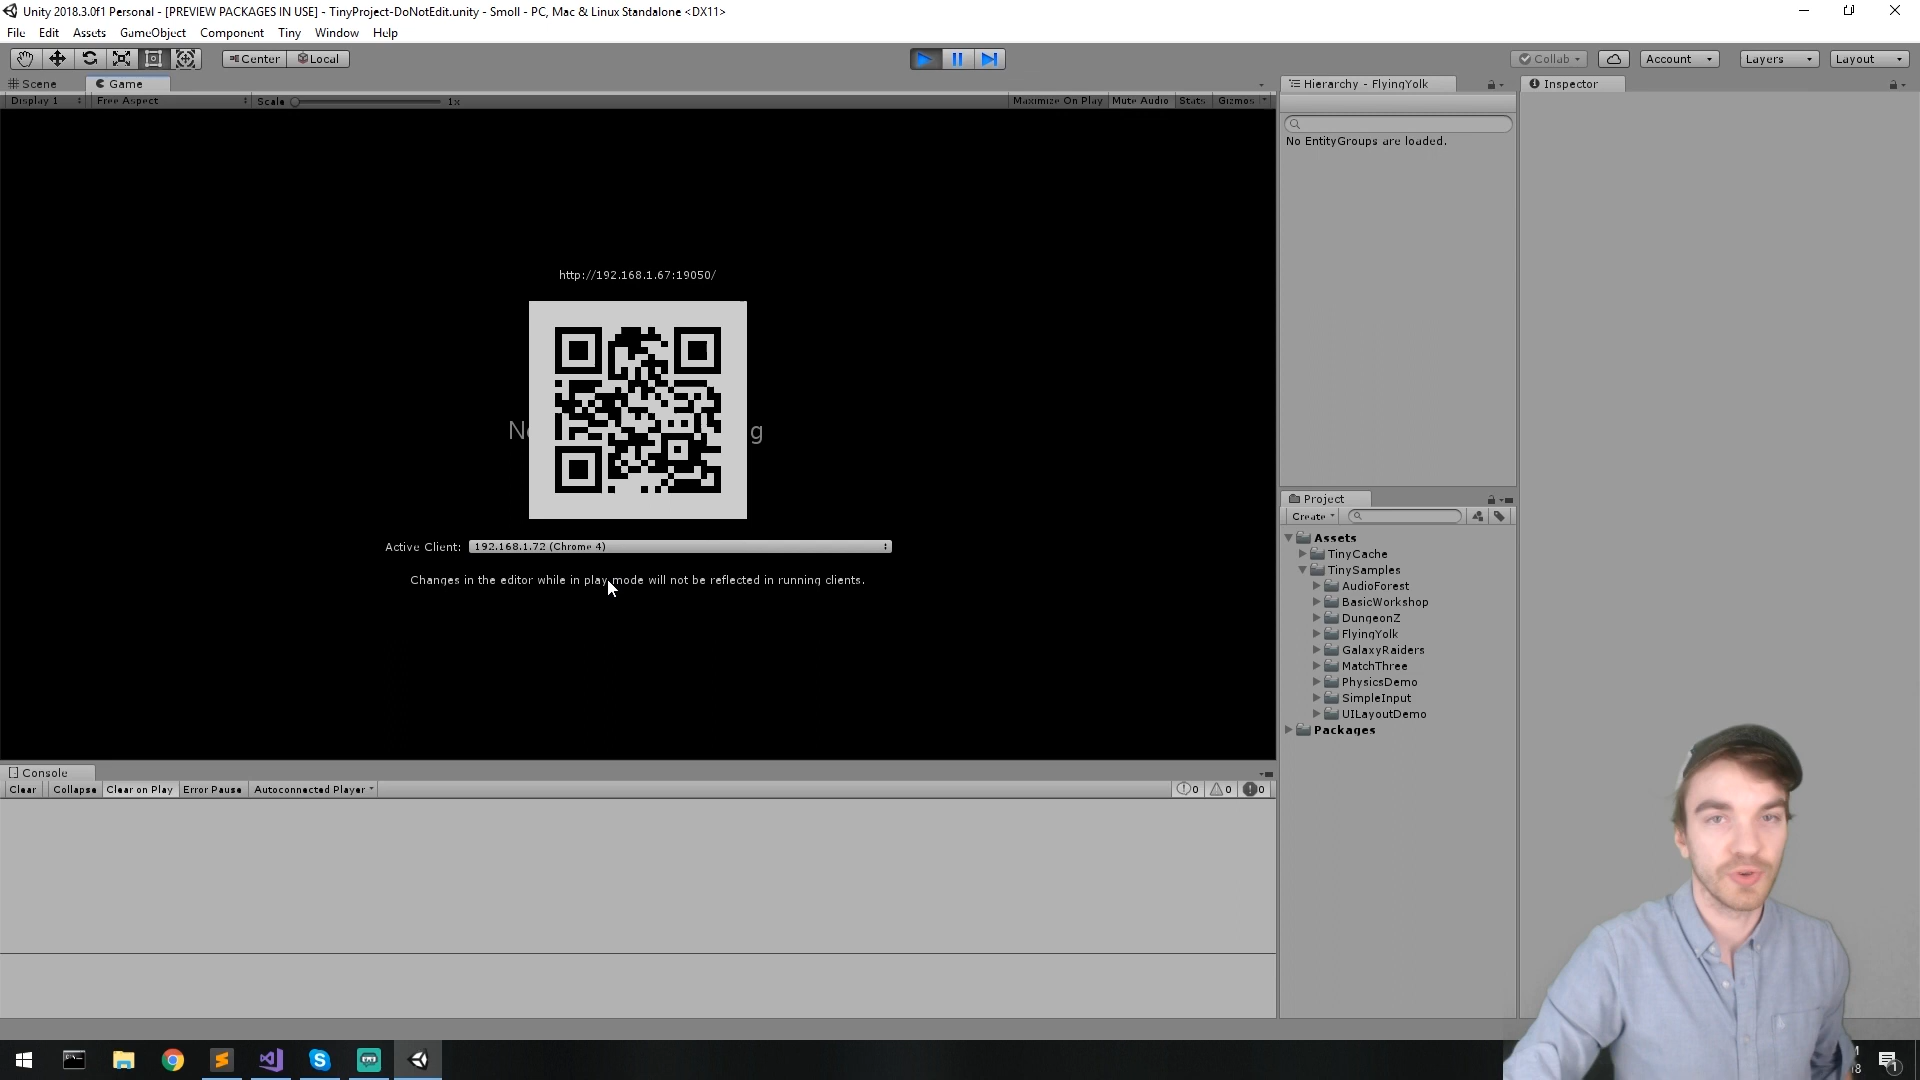 Unity 2018.3.0f1 Personal - [PREVIEW PACKAGES IN USE] - TinyProject-DoNotEdit.unity - Smoll - PC, Mac & Linux Standalone <DX11>
File Edit Assets GameObject Component Tiny Window Help
Center Local Collab Account Layers Layout
Scene Game
Display 1 Free Aspect Scale 1x Maximize On Play Mute Audio Stats Gizmos
http://192.168.1.67:19050/
Active Client: 192.168.1.72 (Chrome 4)
Changes in the editor while in play mode will not be reflected in running clients.
Console
Clear Collapse Clear on Play Error Pause Autoconnected Player 0 0 0
Hierarchy - FlyingYolk
No EntityGroups are loaded.
Project
Create
Assets
TinyCache
TinySamples
AudioForest
BasicWorkshop
DungeonZ
FlyingYolk
GalaxyRaiders
MatchThree
PhysicsDemo
SimpleInput
UILayoutDemo
Packages
Inspector
1